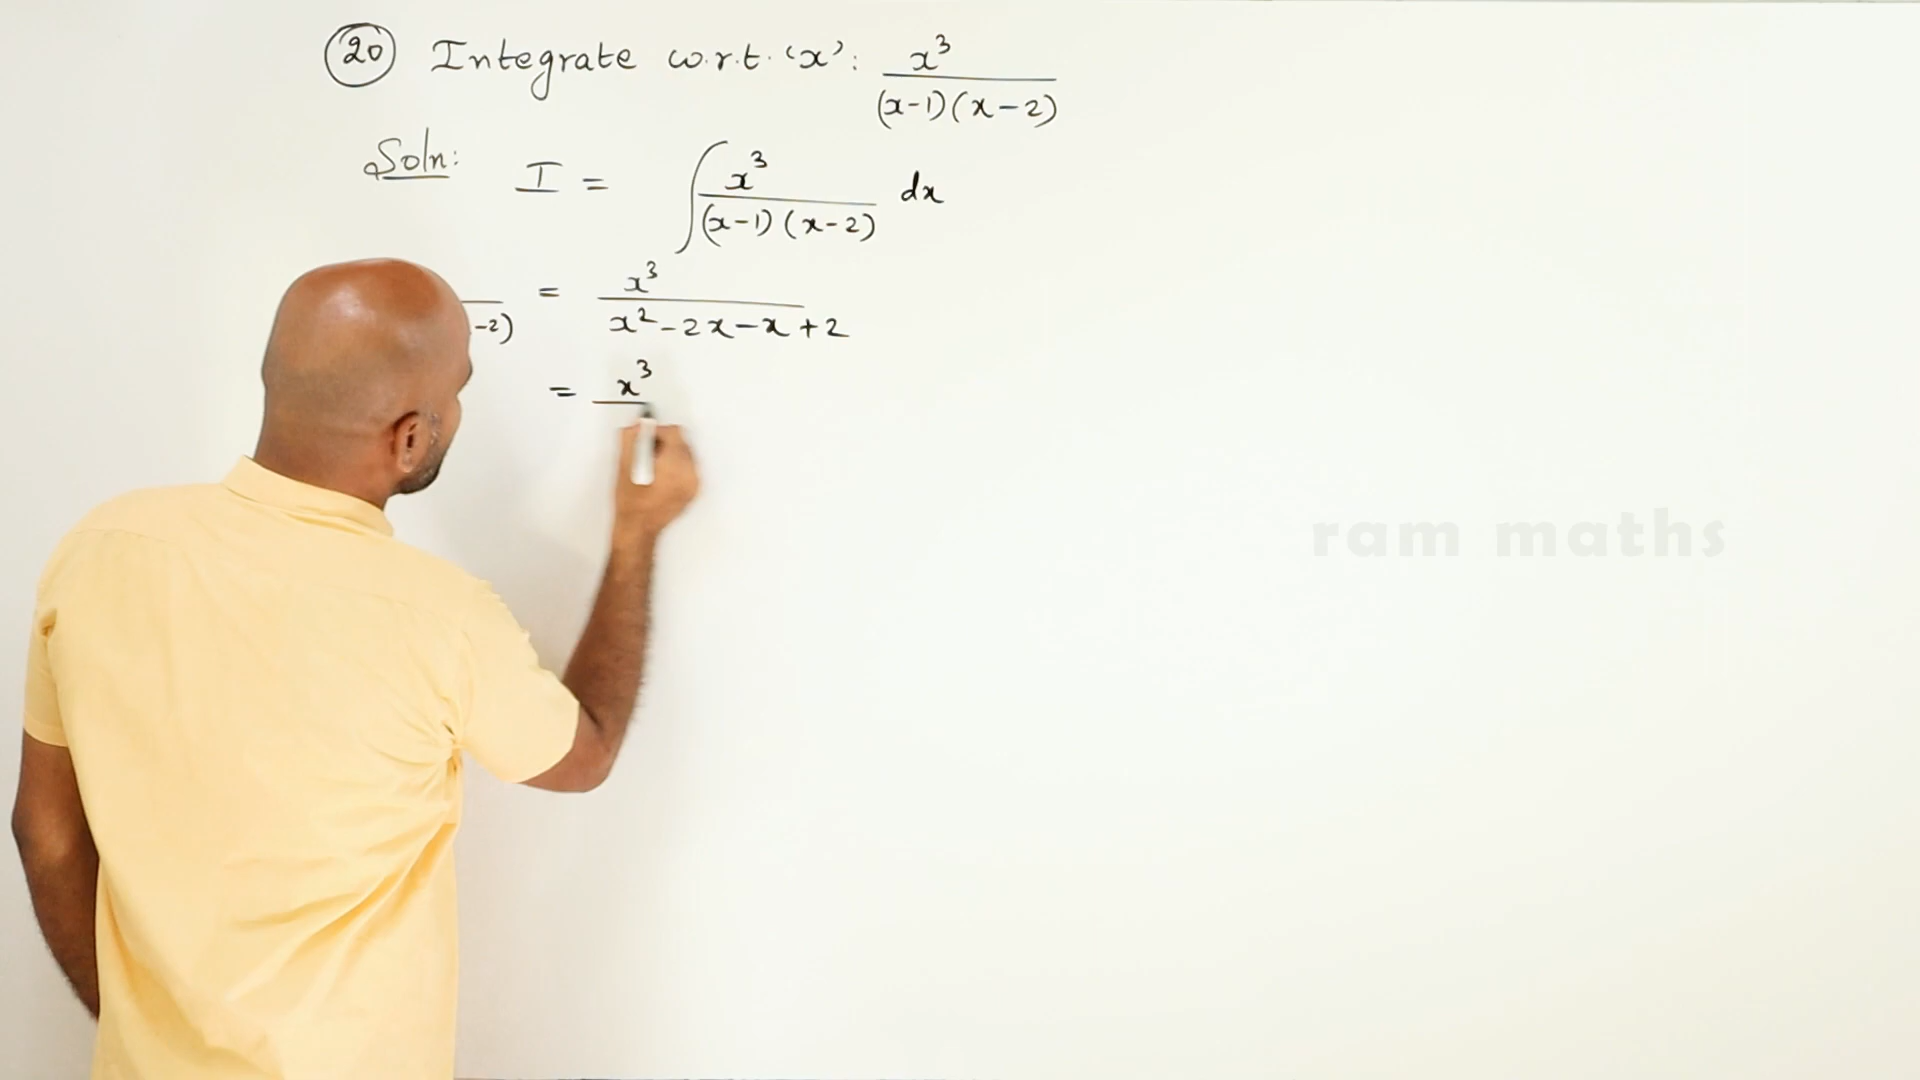 20 Integrate w.r.t. 'x': x³/(x-1)(x-2)
Soln: I = ∫ x³/(x-1)(x-2) dx
-2) = x³/x²-2x-x+2
= x³
ram maths